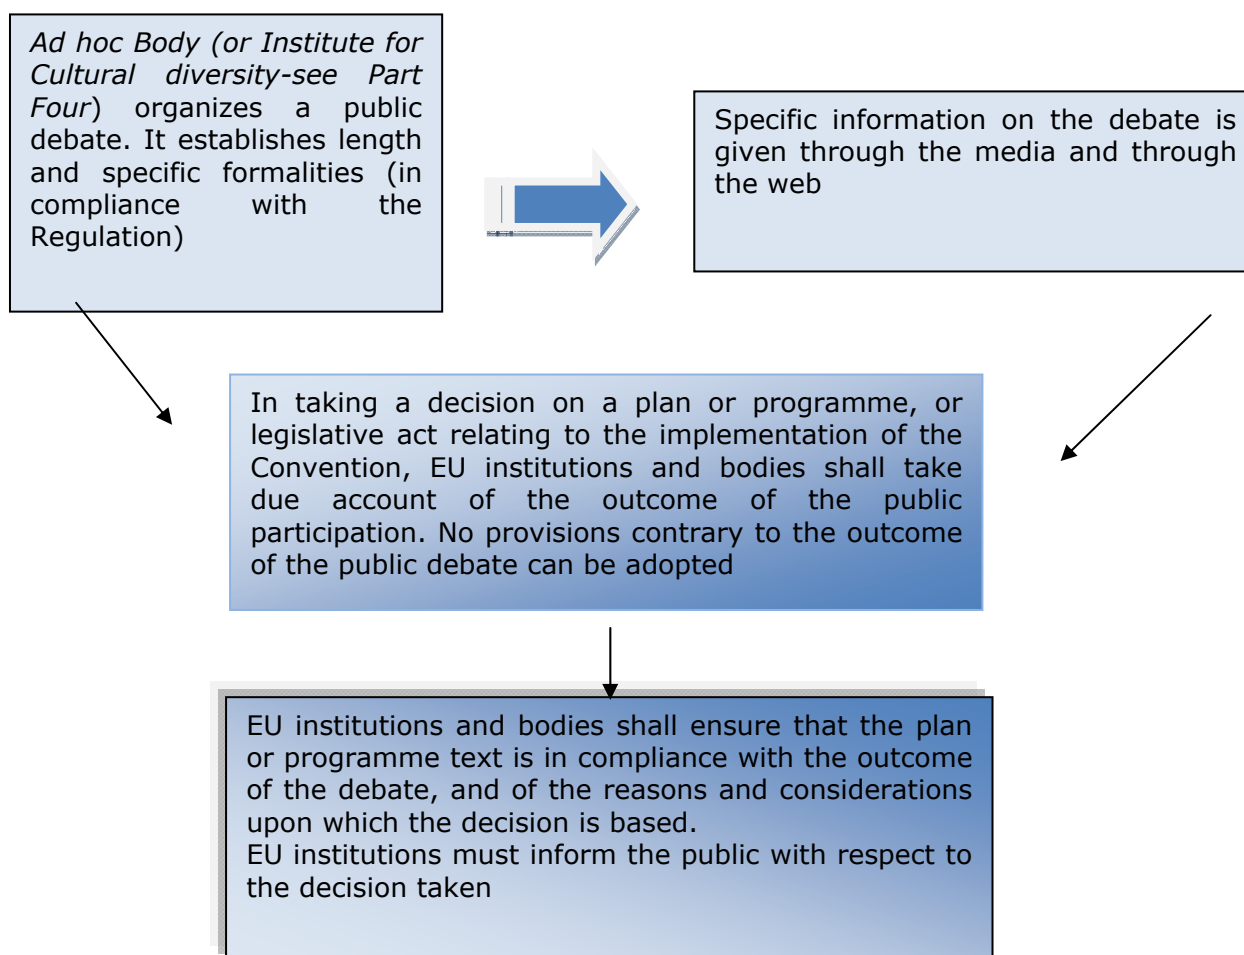 Ad hoc Body (or Institute for
Cultural diversity-see Part
Four) organizes a public
debate. It establishes length
and specific formalities (in
compliance with the
Regulation)
Specific information on the debate is
given through the media and through
the web
In taking a decision on a plan or programme, or
legislative act relating to the implementation of the
Convention, EU institutions and bodies shall take
due account of the outcome of the public
participation. No provisions contrary to the outcome
of the public debate can be adopted
EU institutions and bodies shall ensure that the plan
or programme text is in compliance with the outcome
of the debate, and of the reasons and considerations
upon which the decision is based.
EU institutions must inform the public with respect to
the decision taken